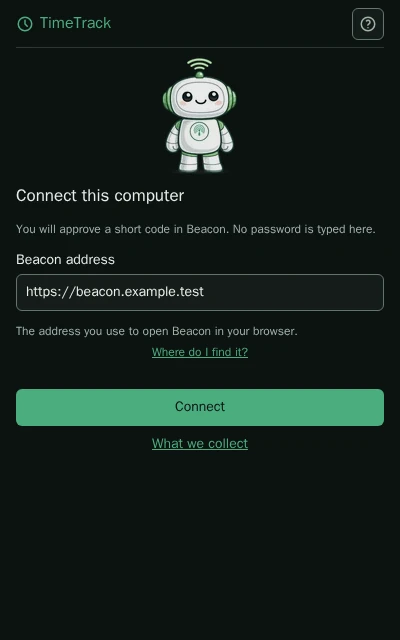 TimeTrack
Connect this computer
You will approve a short code in Beacon. No password is typed here.
Beacon address
https://beacon.example.test
The address you use to open Beacon in your browser.
Where do I find it?
Connect
What we collect